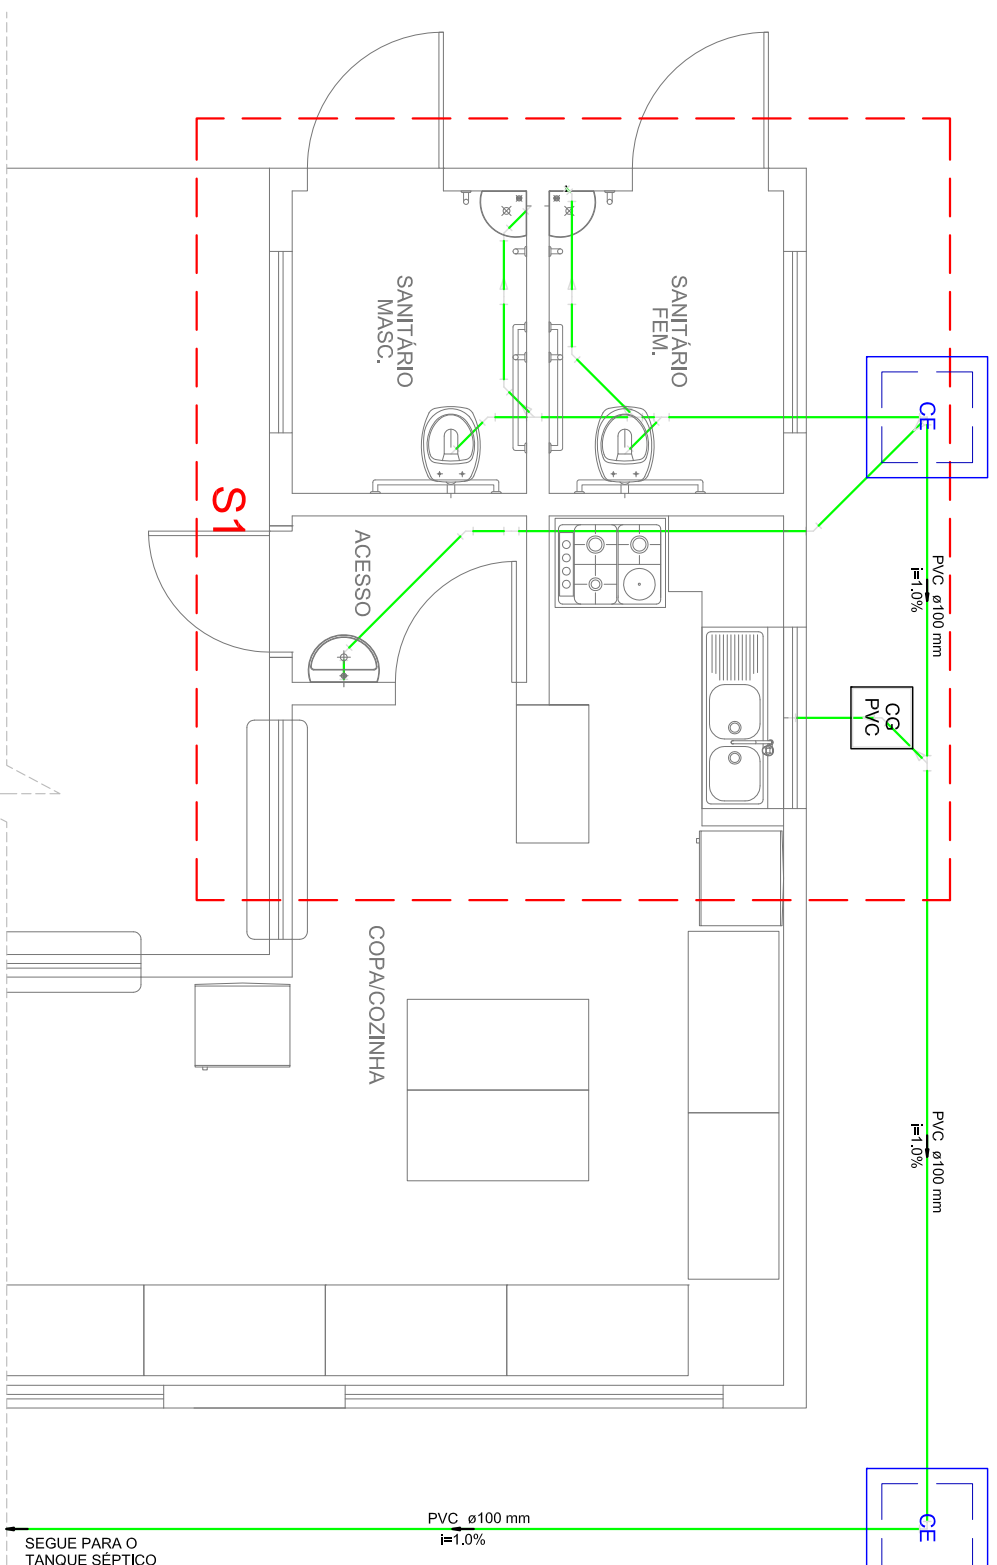 SANITÁRIO
MASC.
SANITÁRIO
FEM.
CE
S1
ACESSO
PVC ø100 mm
i=1.0%
CG
PVC
COPA/COZINHA
PVC ø100 mm
i=1.0%
PVC ø100 mm
i=1.0%
CE
SEGUE PARA O
TANQUE SÉPTICO